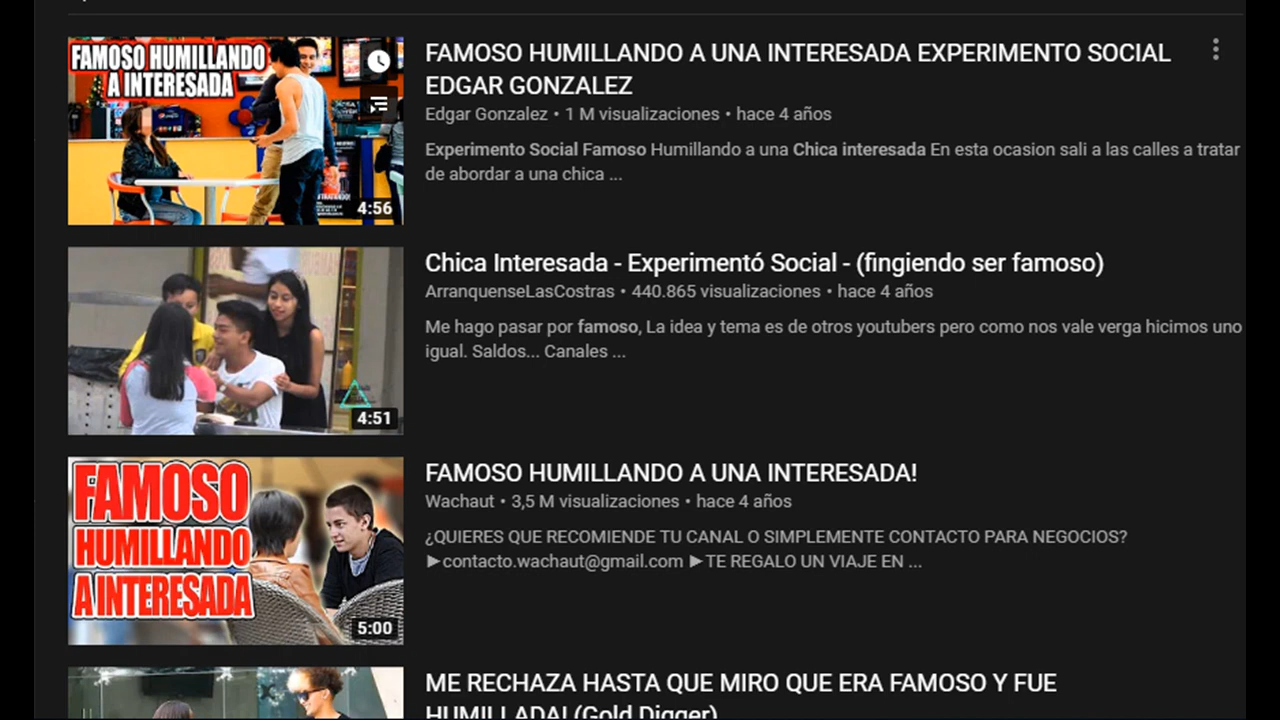 FAMOSO HUMILLANDO
A INTERESADA
4:56
FAMOSO HUMILLANDO A UNA INTERESADA EXPERIMENTO SOCIAL
EDGAR GONZALEZ
Edgar Gonzalez • 1 M visualizaciones • hace 4 años
Experimento Social Famoso Humillando a una Chica interesada En esta ocasion sali a las calles a tratar
de abordar a una chica ...
4:51
Chica Interesada - Experimentó Social - (fingiendo ser famoso)
ArranquenseLasCostras • 440.865 visualizaciones • hace 4 años
Me hago pasar por famoso, La idea y tema es de otros youtubers pero como nos vale verga hicimos uno
igual. Saldos... Canales ...
FAMOSO
HUMILLANDO
A INTERESADA
5:00
FAMOSO HUMILLANDO A UNA INTERESADA!
Wachaut • 3,5 M visualizaciones • hace 4 años
¿QUIERES QUE RECOMIENDE TU CANAL O SIMPLEMENTE CONTACTO PARA NEGOCIOS?
►contacto.wachaut@gmail.com ►TE REGALO UN VIAJE EN ...
ME RECHAZA HASTA QUE MIRO QUE ERA FAMOSO Y FUE
HUMILLADA! (Gold Digger)